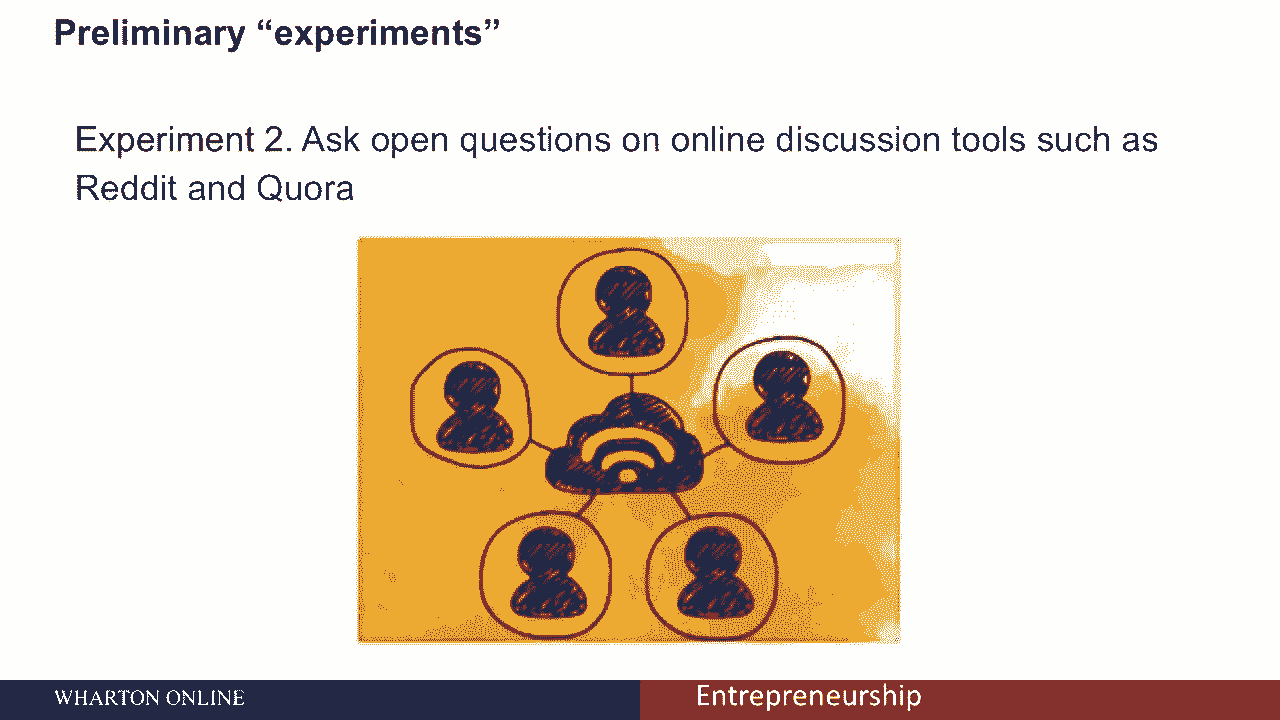 Preliminary “experiments”
Experiment 2. Ask open questions on online discussion tools such as
Reddit and Quora
WHARTON ONLINE
Entrepreneurship